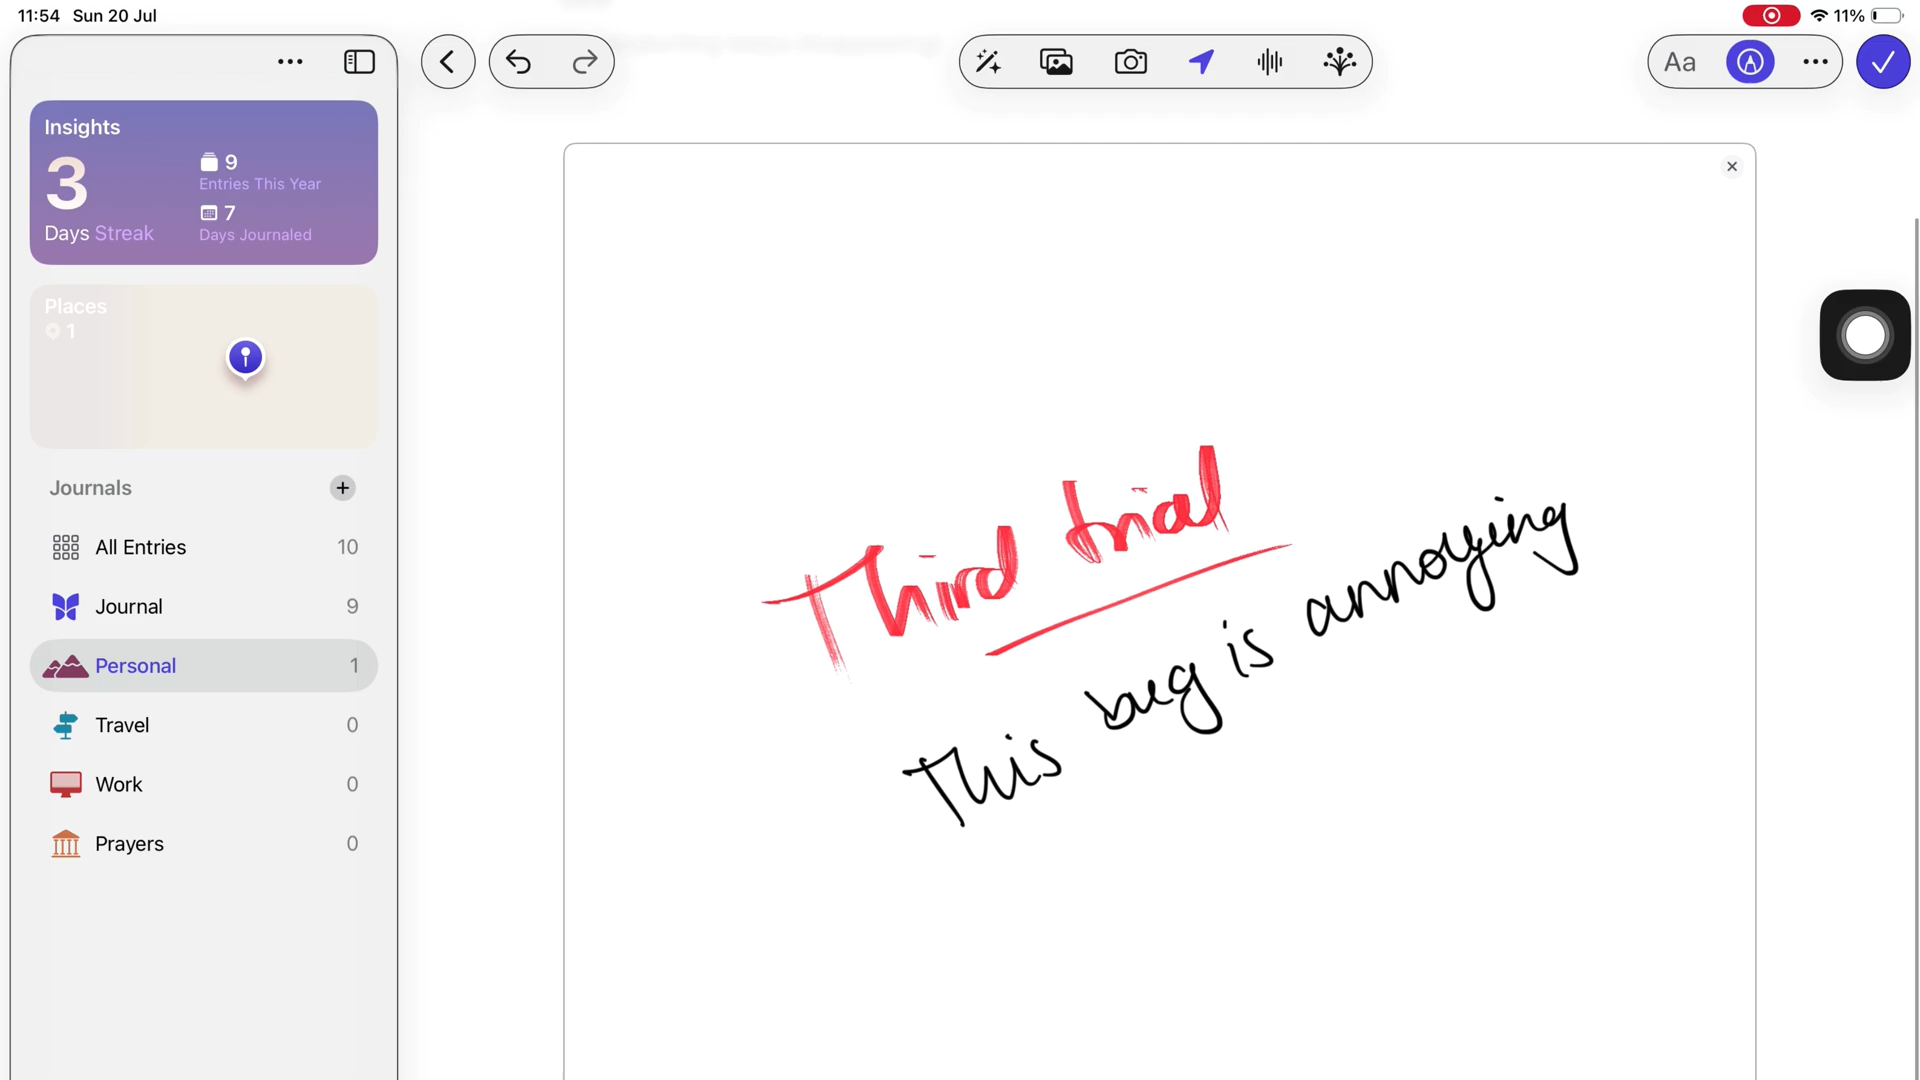 11:54 Sun 20 Jul
11%
Aa
Insights
3
Days Streak
9
Entries This Year
7
Days Journaled
Places
1
Journals
All Entries 10
Journal 9
Personal 1
Travel 0
Work 0
Prayers 0
Third trial
This bug is annoying